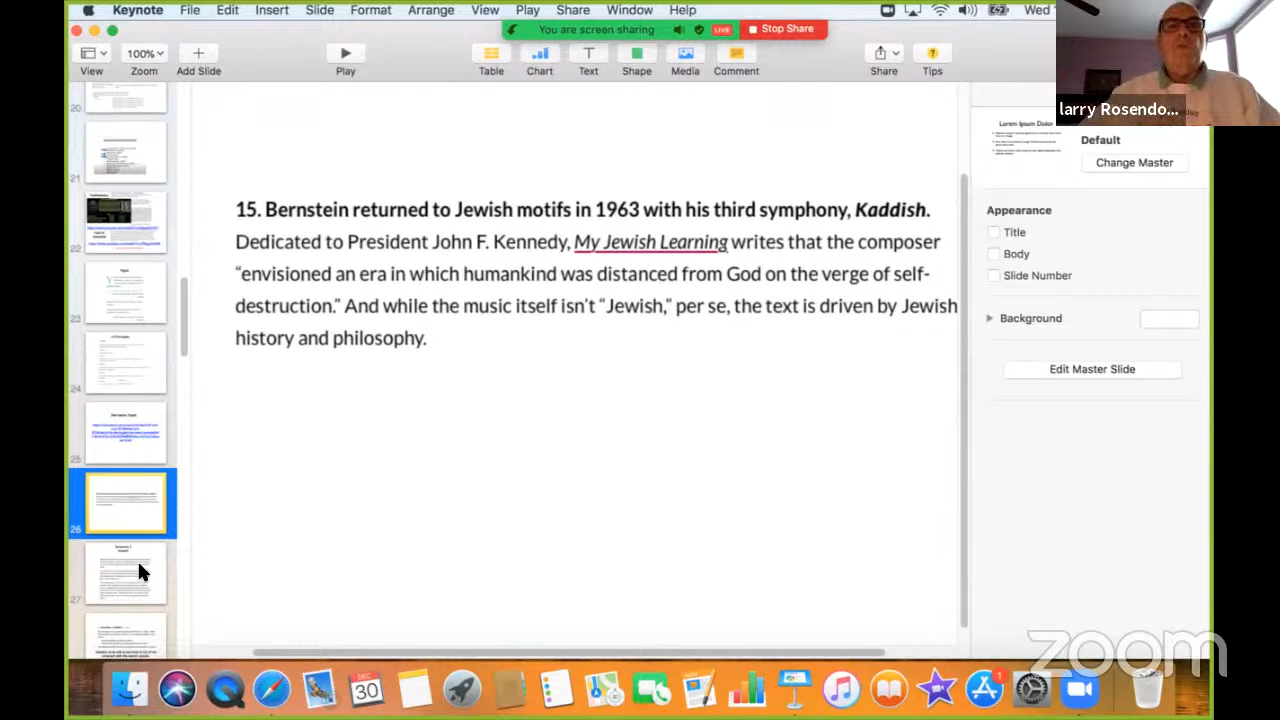 Keynote File Edit Insert Slide Format Arrange View Play Share Window Help Wed
You are screen sharing LIVE Stop Share
100%
View Zoom Add Slide Play Table Chart Text Shape Media Comment Share Tips
larry Rosendo...
Lorem Ipsum Dolor
Default
Change Master
Appearance
Title
Body
Slide Number
Background
Edit Master Slide
20
21
22
23
24
25
26
27
15. Bernstein returned to Jewish motifs in 1963 with his third symphony, Kaddish.
Dedicated to President John F. Kennedy, My Jewish Learning writes that the composer
“envisioned an era in which humankind was distanced from God on the verge of self-
destruction.” And while the music itself isn’t “Jewish,” per se, the text is driven by Jewish
history and philosophy.
DEC
30
1
zoom